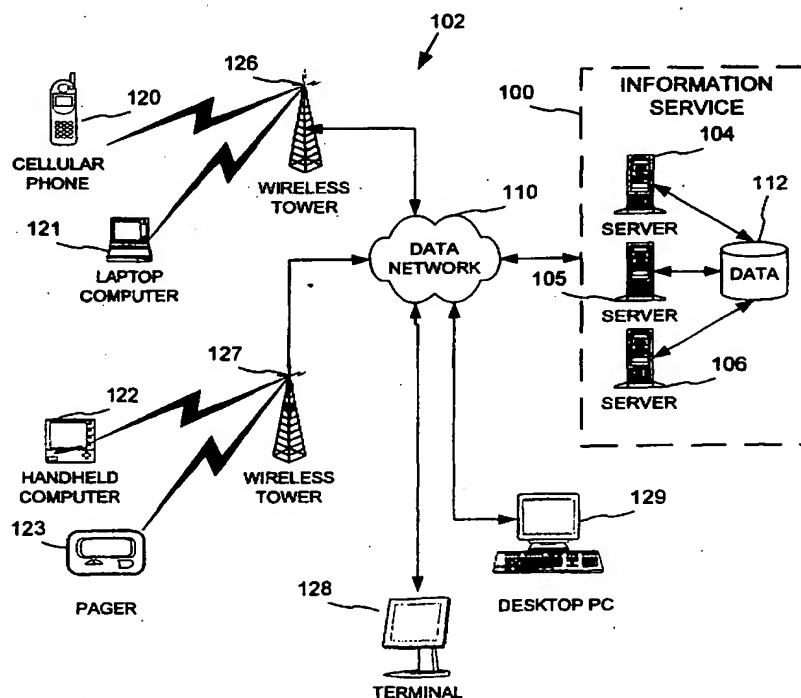 102
126
120
CELLULAR
PHONE
WIRELESS
TOWER
121
LAPTOP
COMPUTER
110
DATA
NETWORK
100
INFORMATION
SERVICE
104
SERVER
112
DATA
105
SERVER
106
SERVER
127
122
HANDHELD
COMPUTER
WIRELESS
TOWER
123
PAGER
129
DESKTOP PC
128
TERMINAL